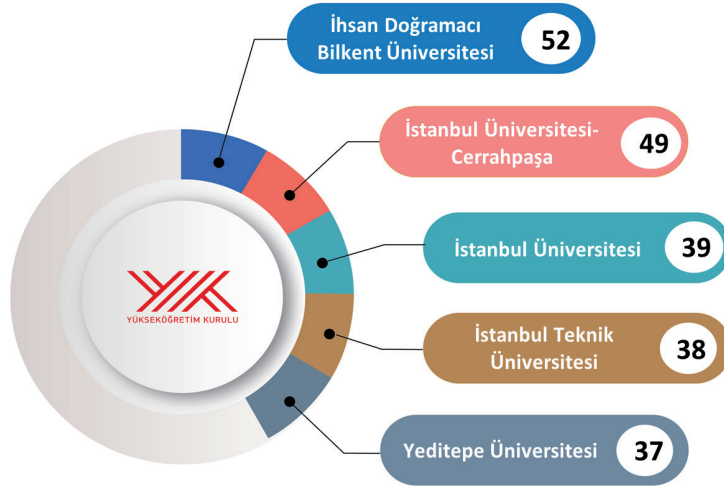 İhsan Doğramacı
Bilkent Üniversitesi
52
İstanbul Üniversitesi-
Cerrahpaşa
49
İstanbul Üniversitesi
39
İstanbul Teknik
Üniversitesi
38
Yeditepe Üniversitesi
37
YÜKSEKÖĞRETİM KURULU